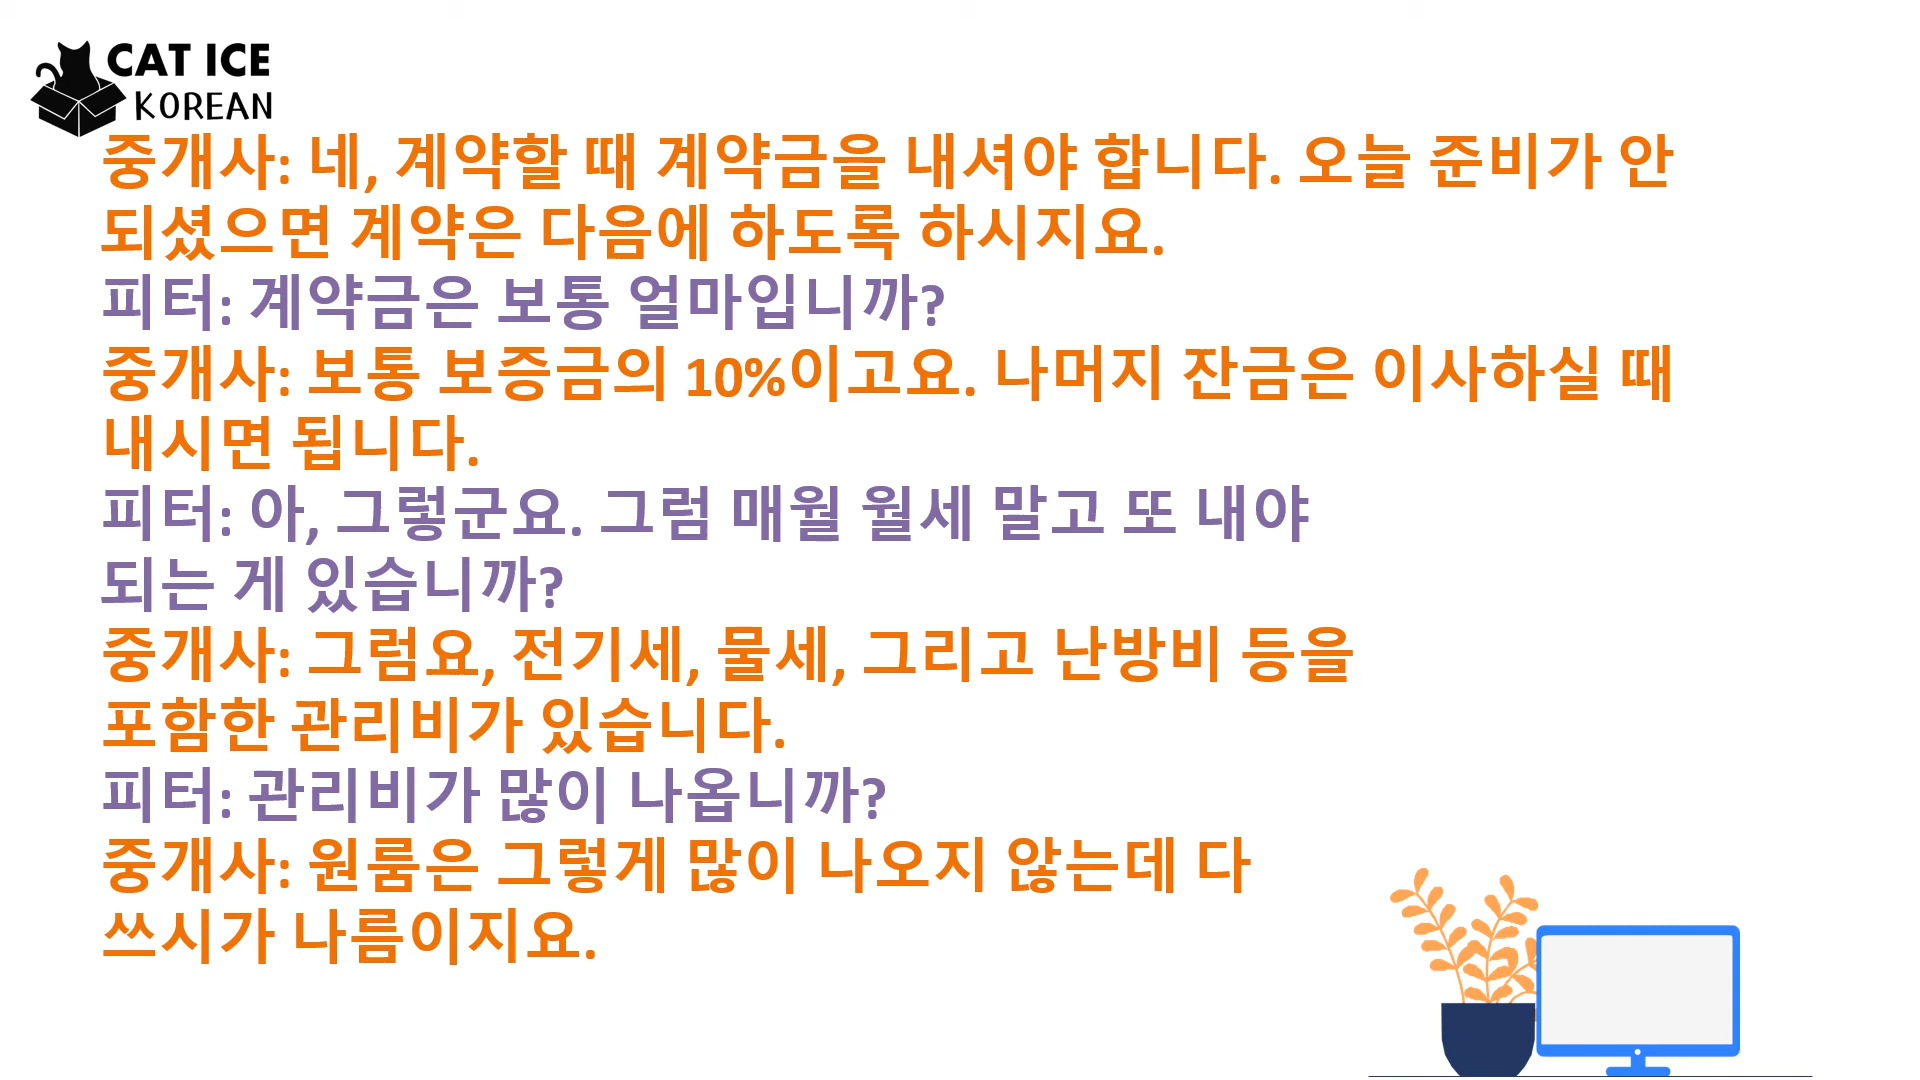 CAT ICE
KOREAN
중개사: 네, 계약할 때 계약금을 내셔야 합니다. 오늘 준비가 안
되셨으면 계약은 다음에 하도록 하시지요.
피터: 계약금은 보통 얼마입니까?
중개사: 보통 보증금의 10%이고요. 나머지 잔금은 이사하실 때
내시면 됩니다.
피터: 아, 그렇군요. 그럼 매월 월세 말고 또 내야
되는 게 있습니까?
중개사: 그럼요, 전기세, 물세, 그리고 난방비 등을
포함한 관리비가 있습니다.
피터: 관리비가 많이 나옵니까?
중개사: 원룸은 그렇게 많이 나오지 않는데 다
쓰시가 나름이지요.